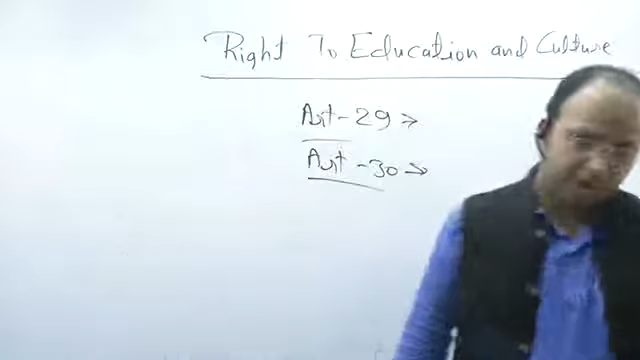 Right To Education and Culture
Art-29 →
Art-30 →